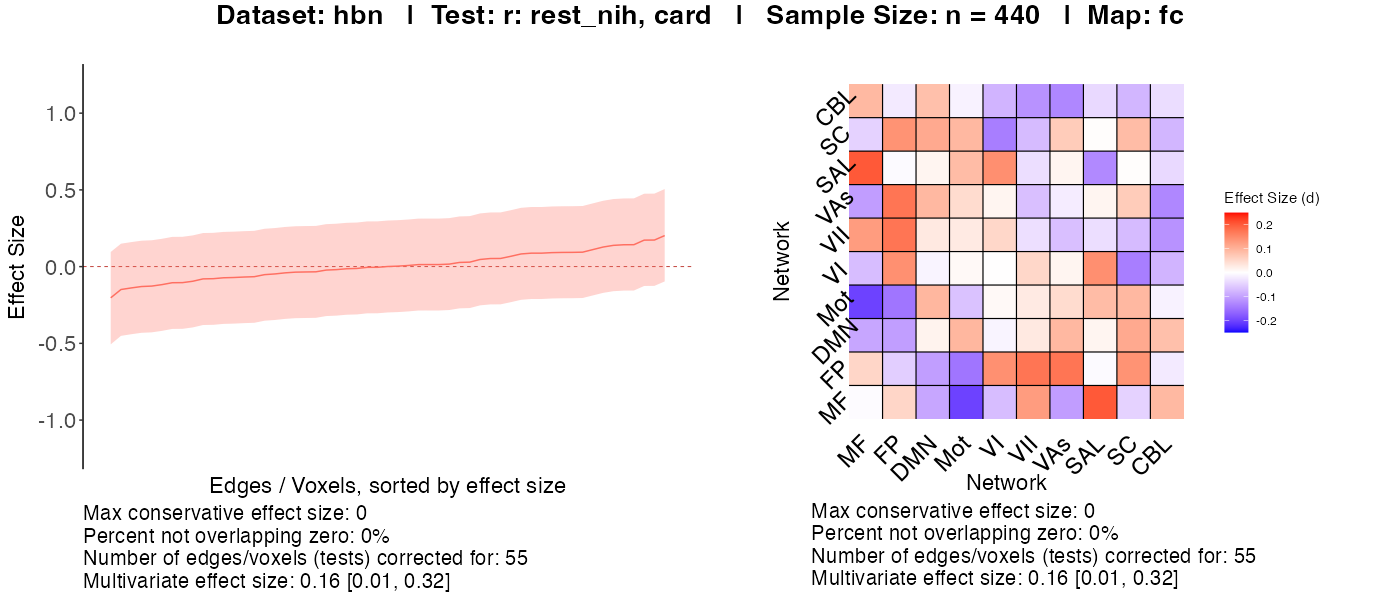 Dataset: hbn | Test: r: rest_nih, card | Sample Size: n = 440 | Map: fc
Effect Size
1.0
0.5
0.0
-0.5
-1.0
Edges / Voxels, sorted by effect size
Max conservative effect size: 0
Percent not overlapping zero: 0%
Number of edges/voxels (tests) corrected for: 55
Multivariate effect size: 0.16 [0.01, 0.32]
Network
CBL
SC
SAL
VAs
VII
VI
Mot
DMN
FP
MF
MF
FP
DMN
Mot
VI
VII
VAs
SAL
SC
CBL
Network
Effect Size (d)
0.2
0.1
0.0
-0.1
-0.2
Max conservative effect size: 0
Percent not overlapping zero: 0%
Number of edges/voxels (tests) corrected for: 55
Multivariate effect size: 0.16 [0.01, 0.32]